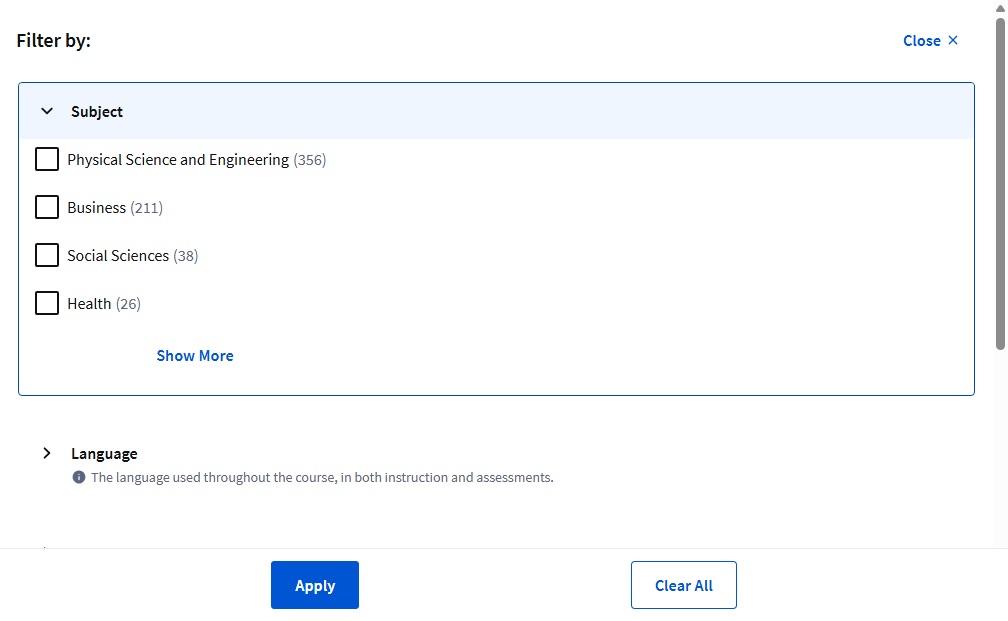 Filter by:
Close ×
Subject
Physical Science and Engineering (356)
Business (211)
Social Sciences (38)
Health (26)
Show More
Language
The language used throughout the course, in both instruction and assessments.
Apply
Clear All